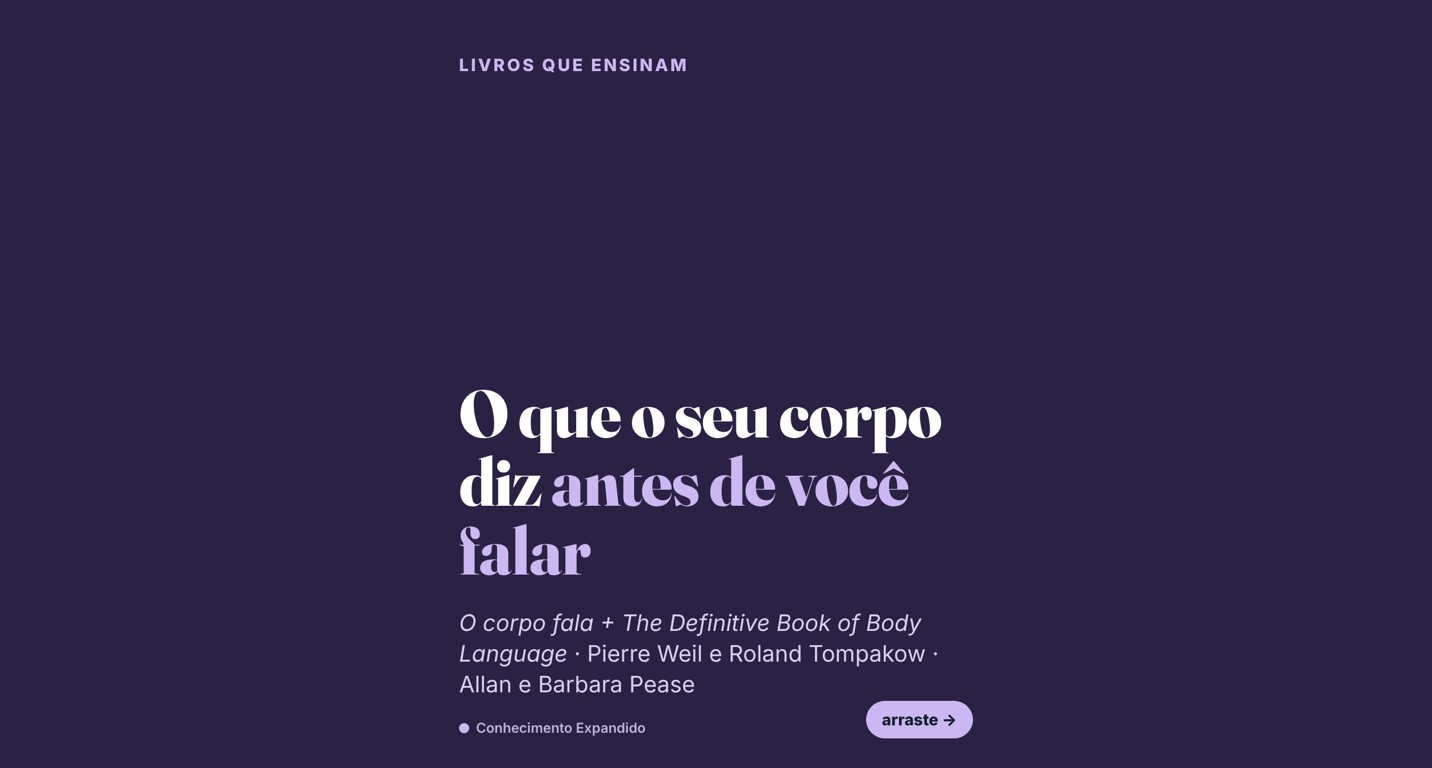 LIVROS QUE ENSINAM
O que o seu corpo
diz antes de você
falar
O corpo fala + The Definitive Book of Body
Language · Pierre Weil e Roland Tompakow ·
Allan e Barbara Pease
Conhecimento Expandido
arraste →